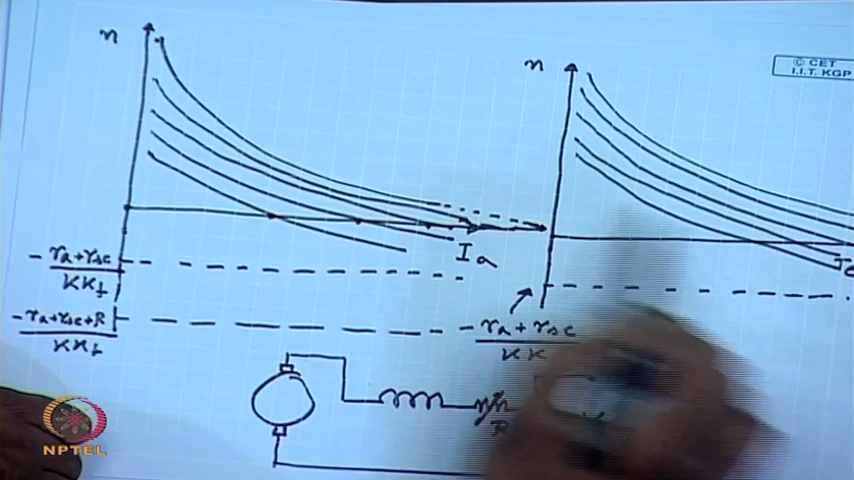 n
n
© CET
I.I.T. KGP
Ia
-ra+rsc
KKf
-ra+rsc+R
KKf
-ra+rsc
KK
NPTEL